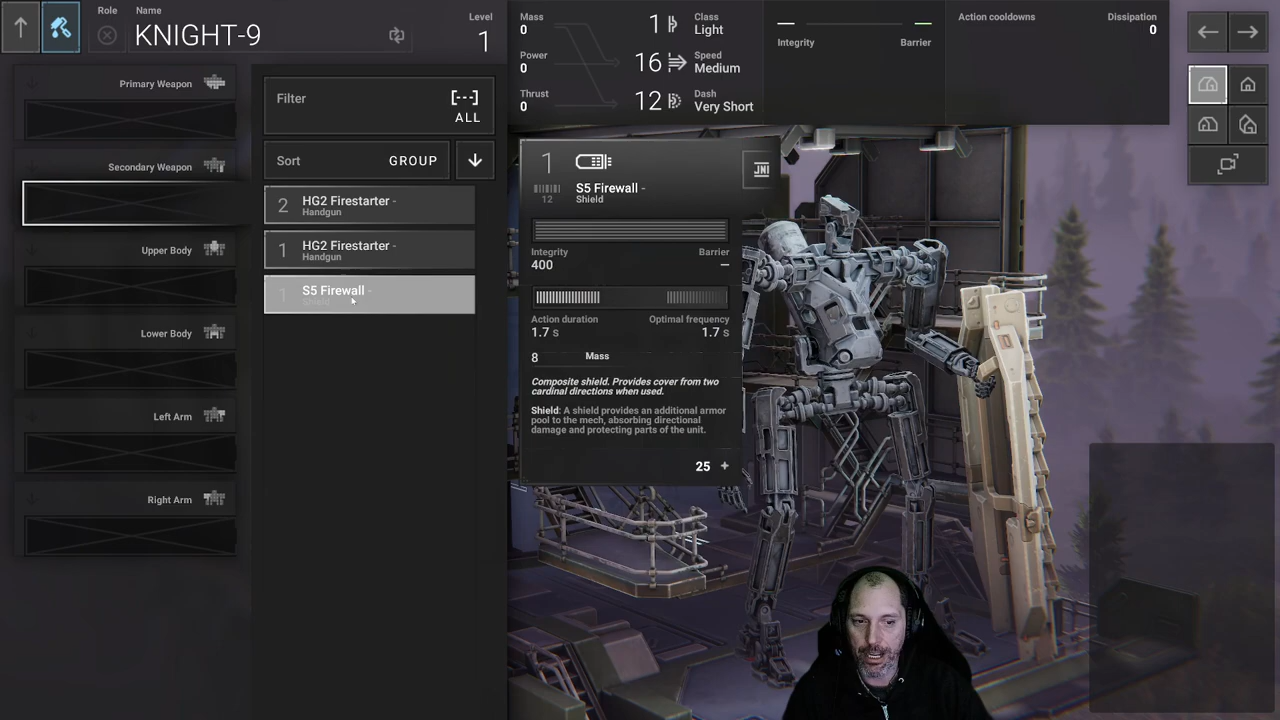 Role
Name
KNIGHT-9
Level
1
Mass
0
Power
0
Thrust
0
1
Class
Light
16
Speed
Medium
12
Dash
Very Short
Integrity
Barrier
Action cooldowns
Dissipation
0
Primary Weapon
Secondary Weapon
Upper Body
Lower Body
Left Arm
Right Arm
Filter
[---]
ALL
Sort
GROUP
2
HG2 Firestarter -
Handgun
1
HG2 Firestarter -
Handgun
1
S5 Firewall -
Shield
1
12
S5 Firewall -
Shield
JNI
Integrity
Barrier
400
–
Action duration
Optimal frequency
1.7 s
1.7 s
8
Mass
Composite shield. Provides cover from two
cardinal directions when used.
Shield: A shield provides an additional armor
pool to the mech, absorbing directional
damage and protecting parts of the unit.
25 +